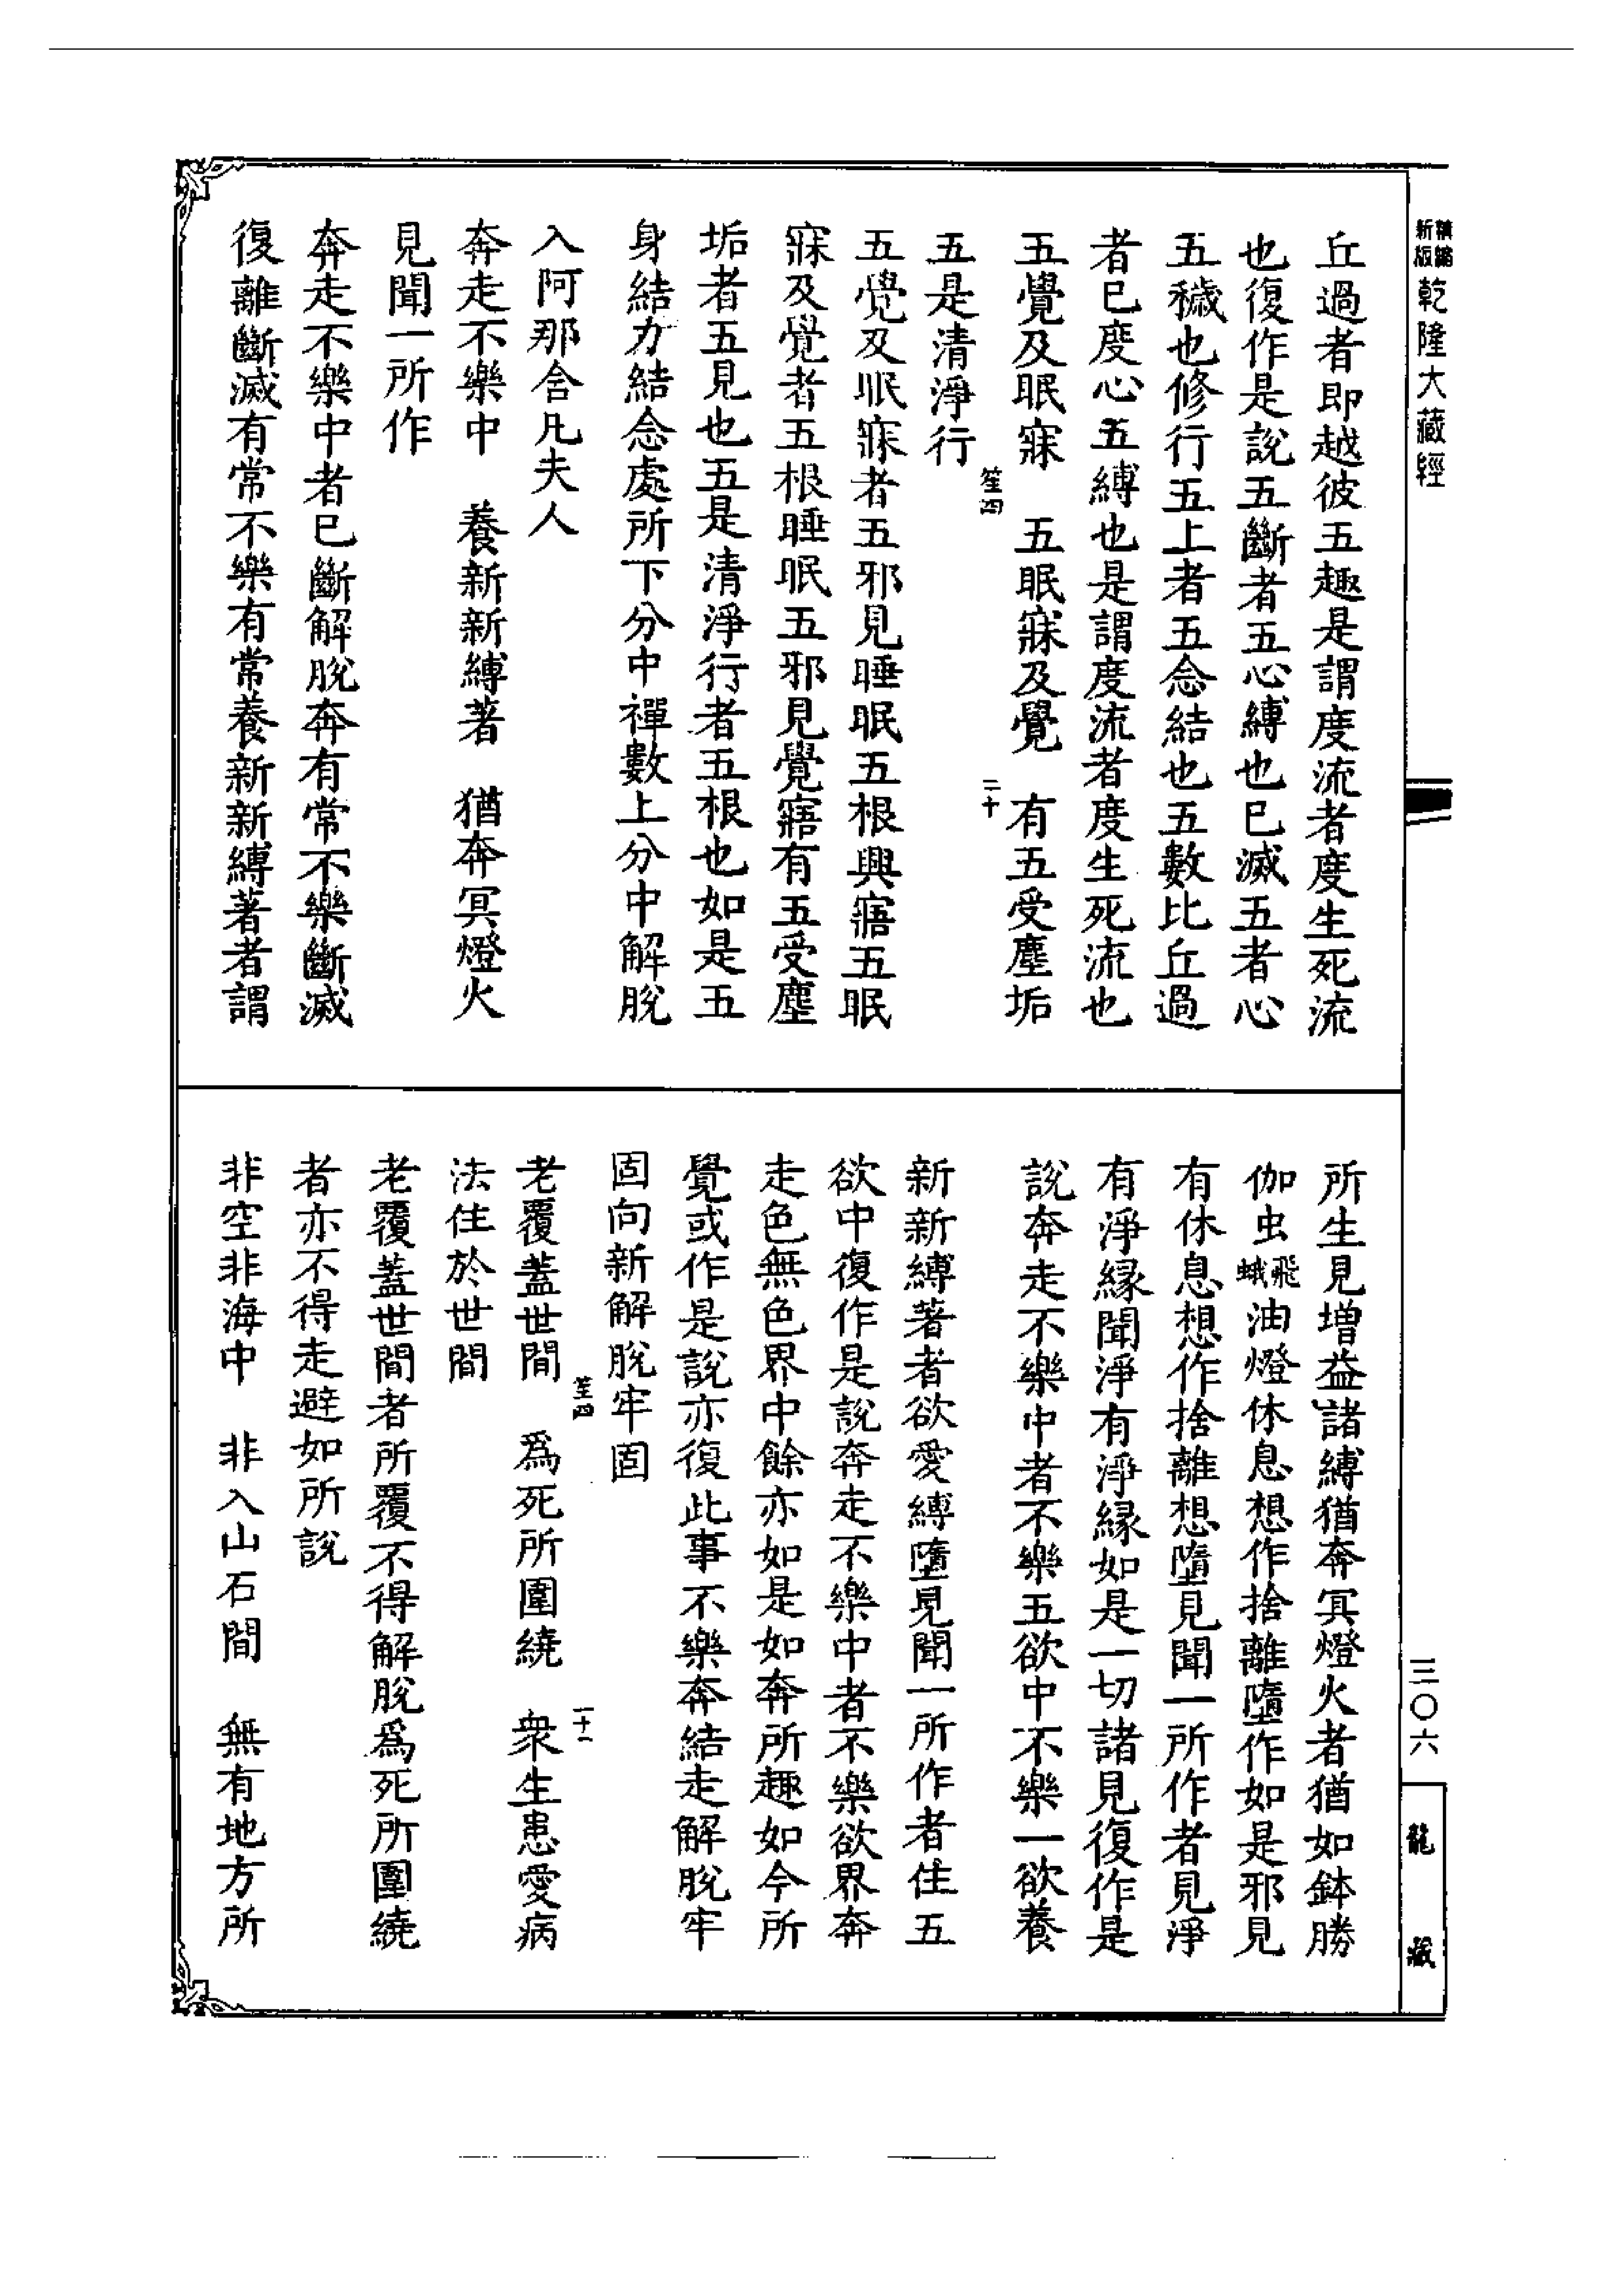 精縮新版乾隆大藏經
丘過者即越彼五趣是謂度流者度生死流
也復作是說五斷者五心縛也已滅五者心
五穢也修行五上者五念結也五數比丘過
者已度心五縛也是謂度流者度生死流也
五覺及眠寐　五眠寐及覺　有五受塵垢
笙四　二十
五是清淨行
五覺及眠寐者五邪見睡眠五根興寤五眠
寐及覺者五根睡眠五邪見覺寤有五受塵
垢者五見也五是清淨行者五根也如是五
身結力結念處所下分中禪數上分中解脫
入阿那含凡夫人
奔走不樂中　養新新縛著　猶奔冥燈火
見聞一所作
奔走不樂中者已斷解脫奔有常不樂斷滅
復離斷滅有常不樂有常養新新縛著者謂
所生見增益諸縛猶奔冥燈火者猶如鉢勝
伽虫飛蛾油燈休息想作捨離墮作如是邪見
有休息想作捨離想墮見聞一所作者見淨
有淨緣聞淨有淨緣如是一切諸見復作是
說奔走不樂中者不樂五欲中不樂一欲養
新新縛著者欲愛縛墮見聞一所作者住五
欲中復作是說奔走不樂中者不樂欲界奔
走色無色界中餘亦如是如奔所趣如今所
覺或作是說亦復此事不樂奔結走解脫牢
固向新解脫牢固
笙四　二十一
老覆蓋世間　為死所圍繞　眾生患愛病
法住於世間
老覆蓋世間者所覆不得解脫為死所圍繞
者亦不得走避如所說
非空非海中　非入山石間　無有地方所
三〇六
龍藏